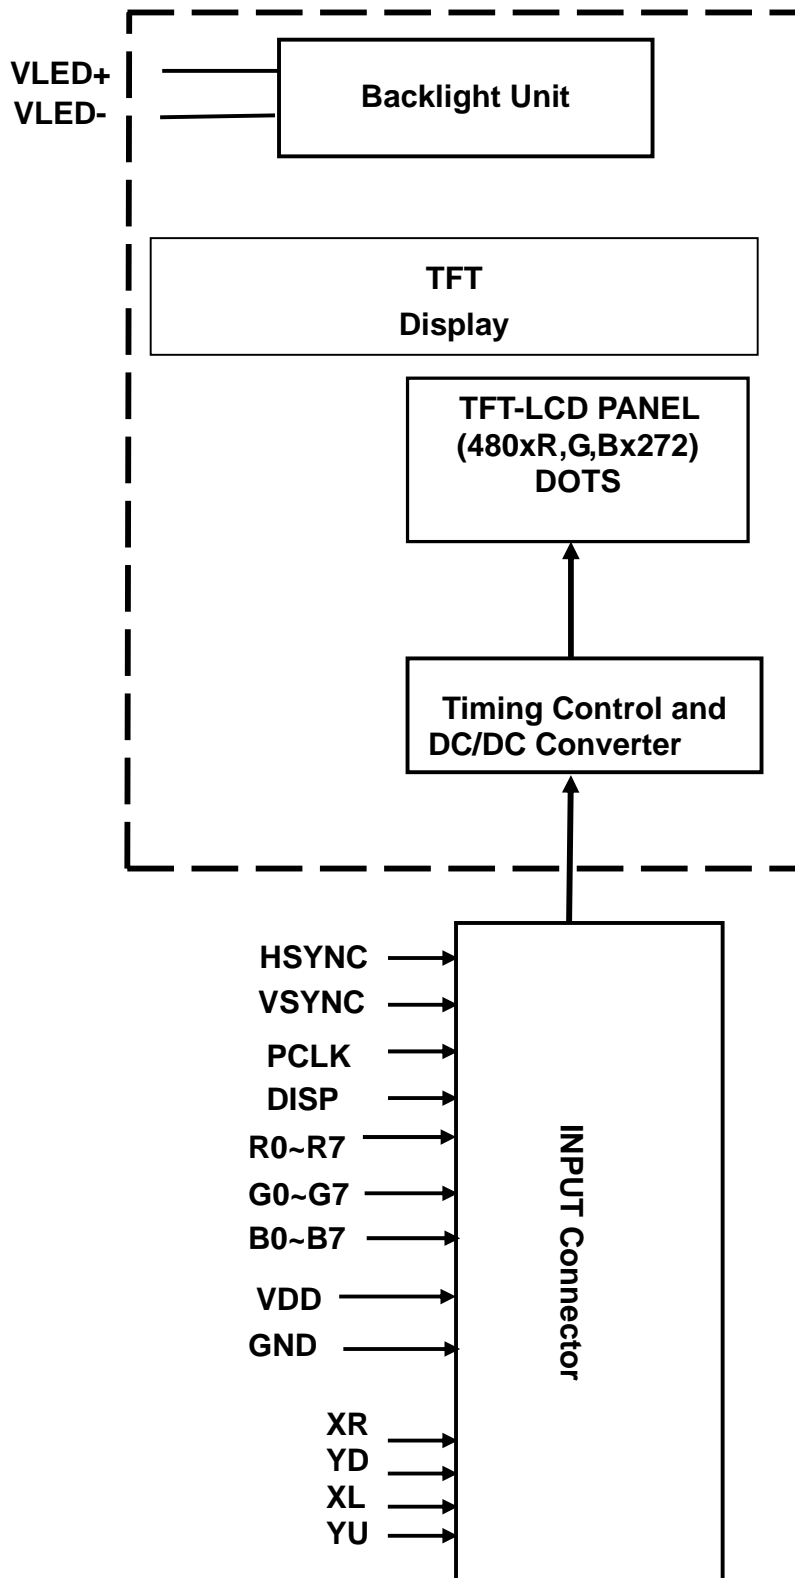 VLED+
VLED-
Backlight Unit
TFT
Display
TFT-LCD PANEL
(480xR,G,Bx272)
DOTS
Timing Control and
DC/DC Converter
HSYNC
VSYNC
PCLK
DISP
R0~R7
G0~G7
B0~B7
VDD
GND
XR
YD
XL
YU
INPUT Connector